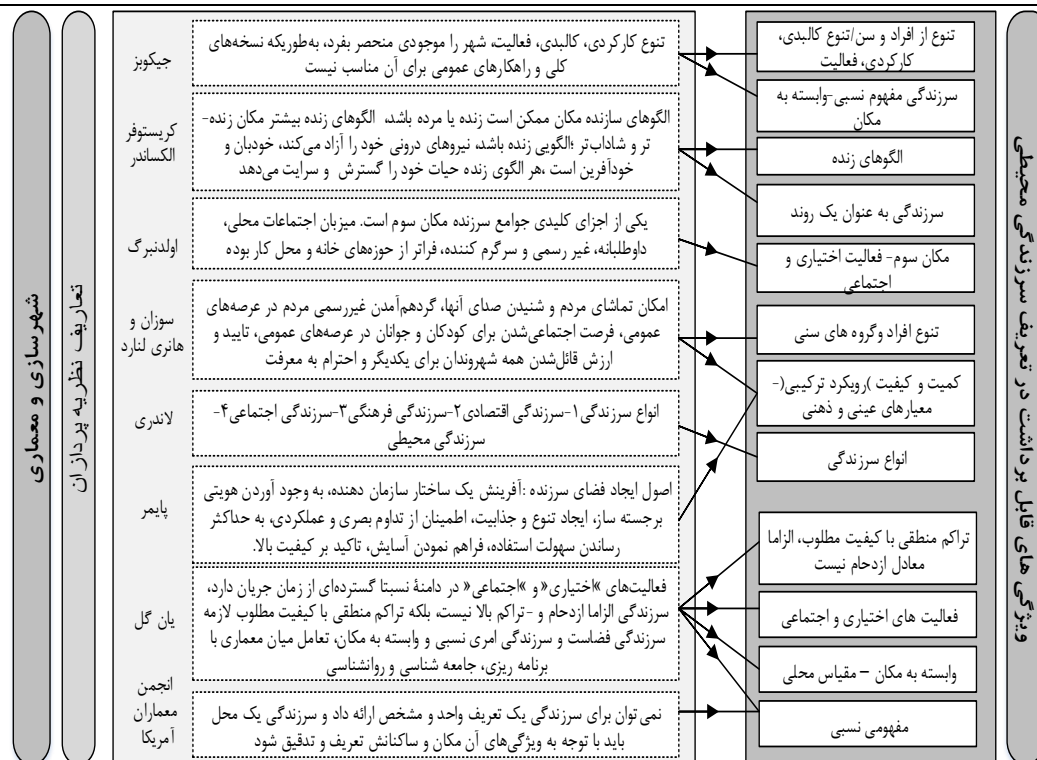 شهرسازی و معماری
تعاریف نظریه پردازان
جیکوبز
تنوع کارکردی، کالبدی، فعالیت، شهر را موجودی منحصر بفرد، به‌طوریکه نسخه‌های
کلی و راهکارهای عمومی برای آن مناسب نیست
کریستوفر
الکساندر
الگوهای سازنده مکان ممکن است زنده یا مرده باشد، الگوهای زنده بیشتر مکان زنده-
تر و شاداب‌تر ؛الگویی زنده باشد، نیروهای درونی خود را آزاد می‌کند، خودبان و
خودآفرین است ،هر الگوی زنده حیات خود را گسترش و سرایت می‌دهد
اولدنبرگ
یکی از اجزای کلیدی جوامع سرزنده مکان سوم است. میزبان اجتماعات محلی،
داوطلبانه، غیر رسمی و سرگرم کننده، فراتر از حوزه‌های خانه و محل کار بوده
سوزان و
هانری لنارد
امکان تماشای مردم و شنیدن صدای آنها، گردهم‌آمدن غیررسمی مردم در عرصه‌های
عمومی، فرصت اجتماعی‌شدن برای کودکان و جوانان در عرصه‌های عمومی، تایید و
ارزش قائل‌شدن همه شهروندان برای یکدیگر و احترام به معرفت
لاندری
انواع سرزندگی۱-سرزندگی اقتصادی۲-سرزندگی فرهنگی۳-سرزندگی اجتماعی۴-
سرزندگی محیطی
پایمر
اصول ایجاد فضای سرزنده :آفرینش یک ساختار سازمان دهنده، به وجود آوردن هویتی
برجسته ساز، ایجاد تنوع و جذابیت، اطمینان از تداوم بصری و عملکردی، به حداکثر
رساندن سهولت استفاده، فراهم نمودن آسایش، تاکید بر کیفیت بالا.
یان گل
فعالیت‌های »اختیاری« و »اجتماعی« در دامنۀ نسبتا گسترده‌ای از زمان جریان دارد،
سرزندگی الزاما ازدحام و -تراکم بالا نیست، بلکه تراکم منطقی با کیفیت مطلوب لازمه
سرزندگی فضاست و سرزندگی امری نسبی و وابسته به مکان، تعامل میان معماری با
برنامه ریزی، جامعه شناسی و روانشناسی
انجمن
معماران
آمریکا
نمی توان برای سرزندگی یک تعریف واحد و مشخص ارائه داد و سرزندگی یک محل
باید با توجه به ویژگی‌های آن مکان و ساکنانش تعریف و تدقیق شود
تنوع از افراد و سن/تنوع کالبدی،
کارکردی، فعالیت
سرزندگی مفهوم نسبی-وابسته به
مکان
الگوهای زنده
سرزندگی به عنوان یک روند
مکان سوم- فعالیت اختیاری و
اجتماعی
تنوع افراد وگروه های سنی
کمیت و کیفیت )رویکرد ترکیبی(-
معیارهای عینی و ذهنی
انواع سرزندگی
تراکم منطقی با کیفیت مطلوب، الزاما
معادل ازدحام نیست
فعالیت های اختیاری و اجتماعی
وابسته به مکان – مقیاس محلی
مفهومی نسبی
ویژگی های قابل برداشت در تعریف سرزندگی محیطی